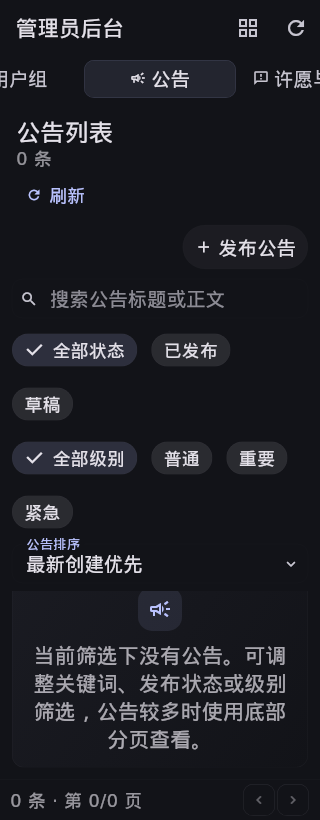 管理员后台
用户组
公告
许愿与
公告列表
0 条
刷新
发布公告
搜索公告标题或正文
全部状态
已发布
草稿
全部级别
普通
重要
紧急
公告排序
最新创建优先
当前筛选下没有公告。可调
整关键词、发布状态或级别
筛选，公告较多时使用底部
分页查看。
0 条 · 第 0/0 页